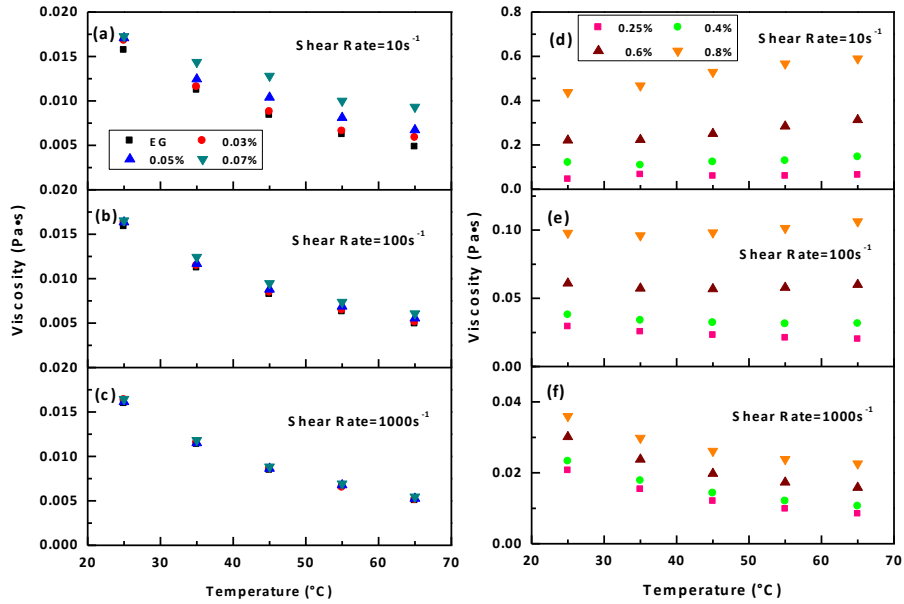 (a)
Shear Rate=10s⁻¹
0.020
0.015
0.010
0.005
EG
0.03%
0.05%
0.07%
(b)
Shear Rate=100s⁻¹
0.020
0.015
0.010
0.005
(c)
Shear Rate=1000s⁻¹
0.020
0.015
0.010
0.005
0.000
20 30 40 50 60 70
Temperature (°C)
Viscosity (Pa•s)
(d)
0.25%
0.4%
0.6%
0.8%
Shear Rate=10s⁻¹
0.8
0.6
0.4
0.2
0.0
(e)
Shear Rate=100s⁻¹
0.10
0.05
0.00
(f)
Shear Rate=1000s⁻¹
0.04
0.02
0.00
20 30 40 50 60 70
Temperature (°C)
Viscosity (Pa•s)